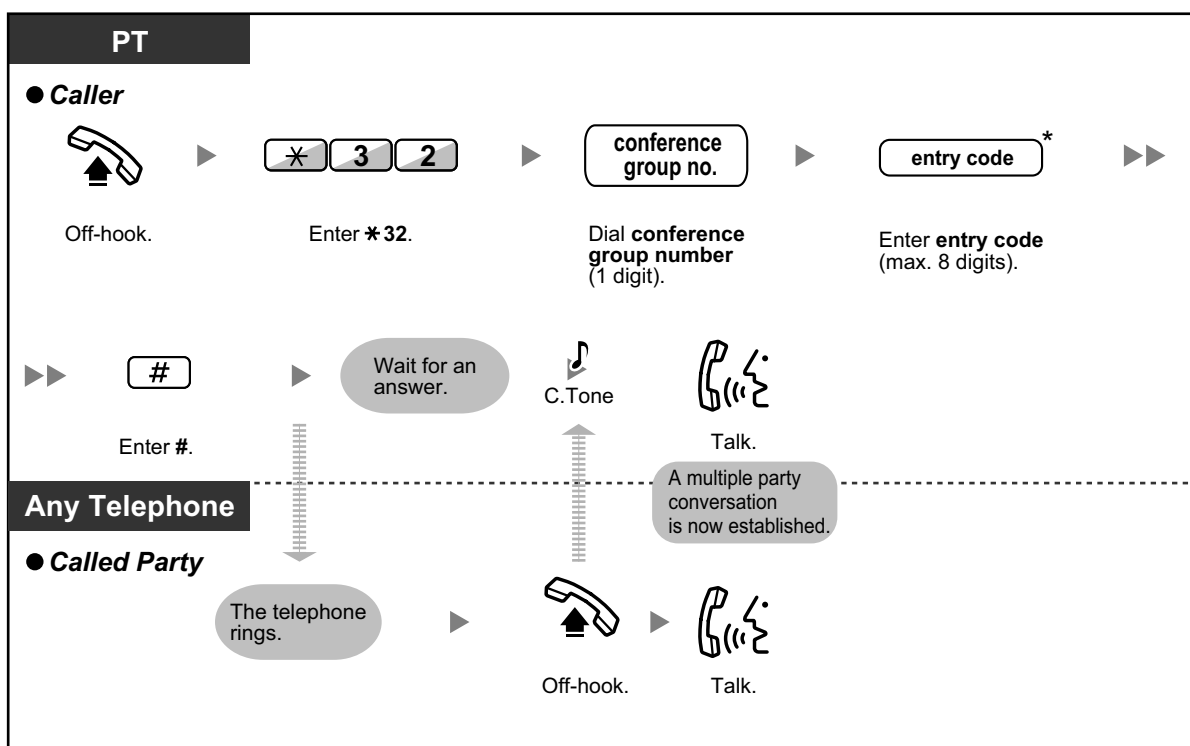 PT
● Caller
✳ 3 2
conference
group no.
entry code*
Off-hook.
Enter ✳32.
Dial conference
group number
(1 digit).
Enter entry code
(max. 8 digits).
#
Wait for an
answer.
C.Tone
Enter #.
Talk.
A multiple party
conversation
is now established.
Any Telephone
● Called Party
The telephone
rings.
Off-hook.
Talk.